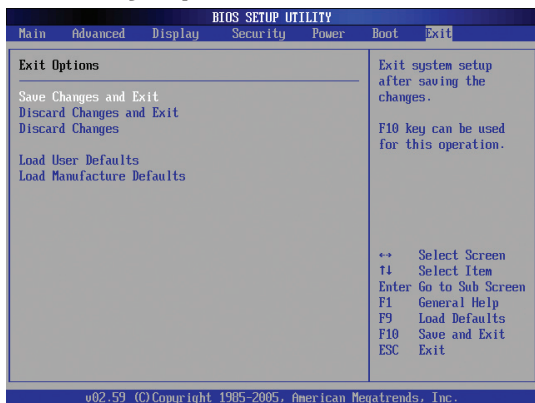 BIOS SETUP UTILITY
Main Advanced Display Security Power Boot Exit
Exit Options
Save Changes and Exit
Discard Changes and Exit
Discard Changes
Load User Defaults
Load Manufacture Defaults
Exit system setup
after saving the
changes.
F10 key can be used
for this operation.
↔ Select Screen
↑↓ Select Item
Enter Go to Sub Screen
F1 General Help
F9 Load Defaults
F10 Save and Exit
ESC Exit
v02.59 (C)Copyright 1985-2005, American Megatrends, Inc.